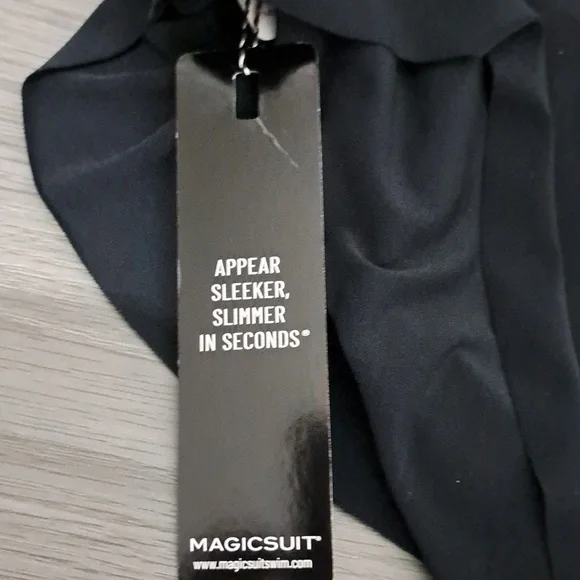 APPEAR
SLEEKER,
SLIMMER
IN SECONDS®
MAGICSUIT®
www.magicsuitswim.com